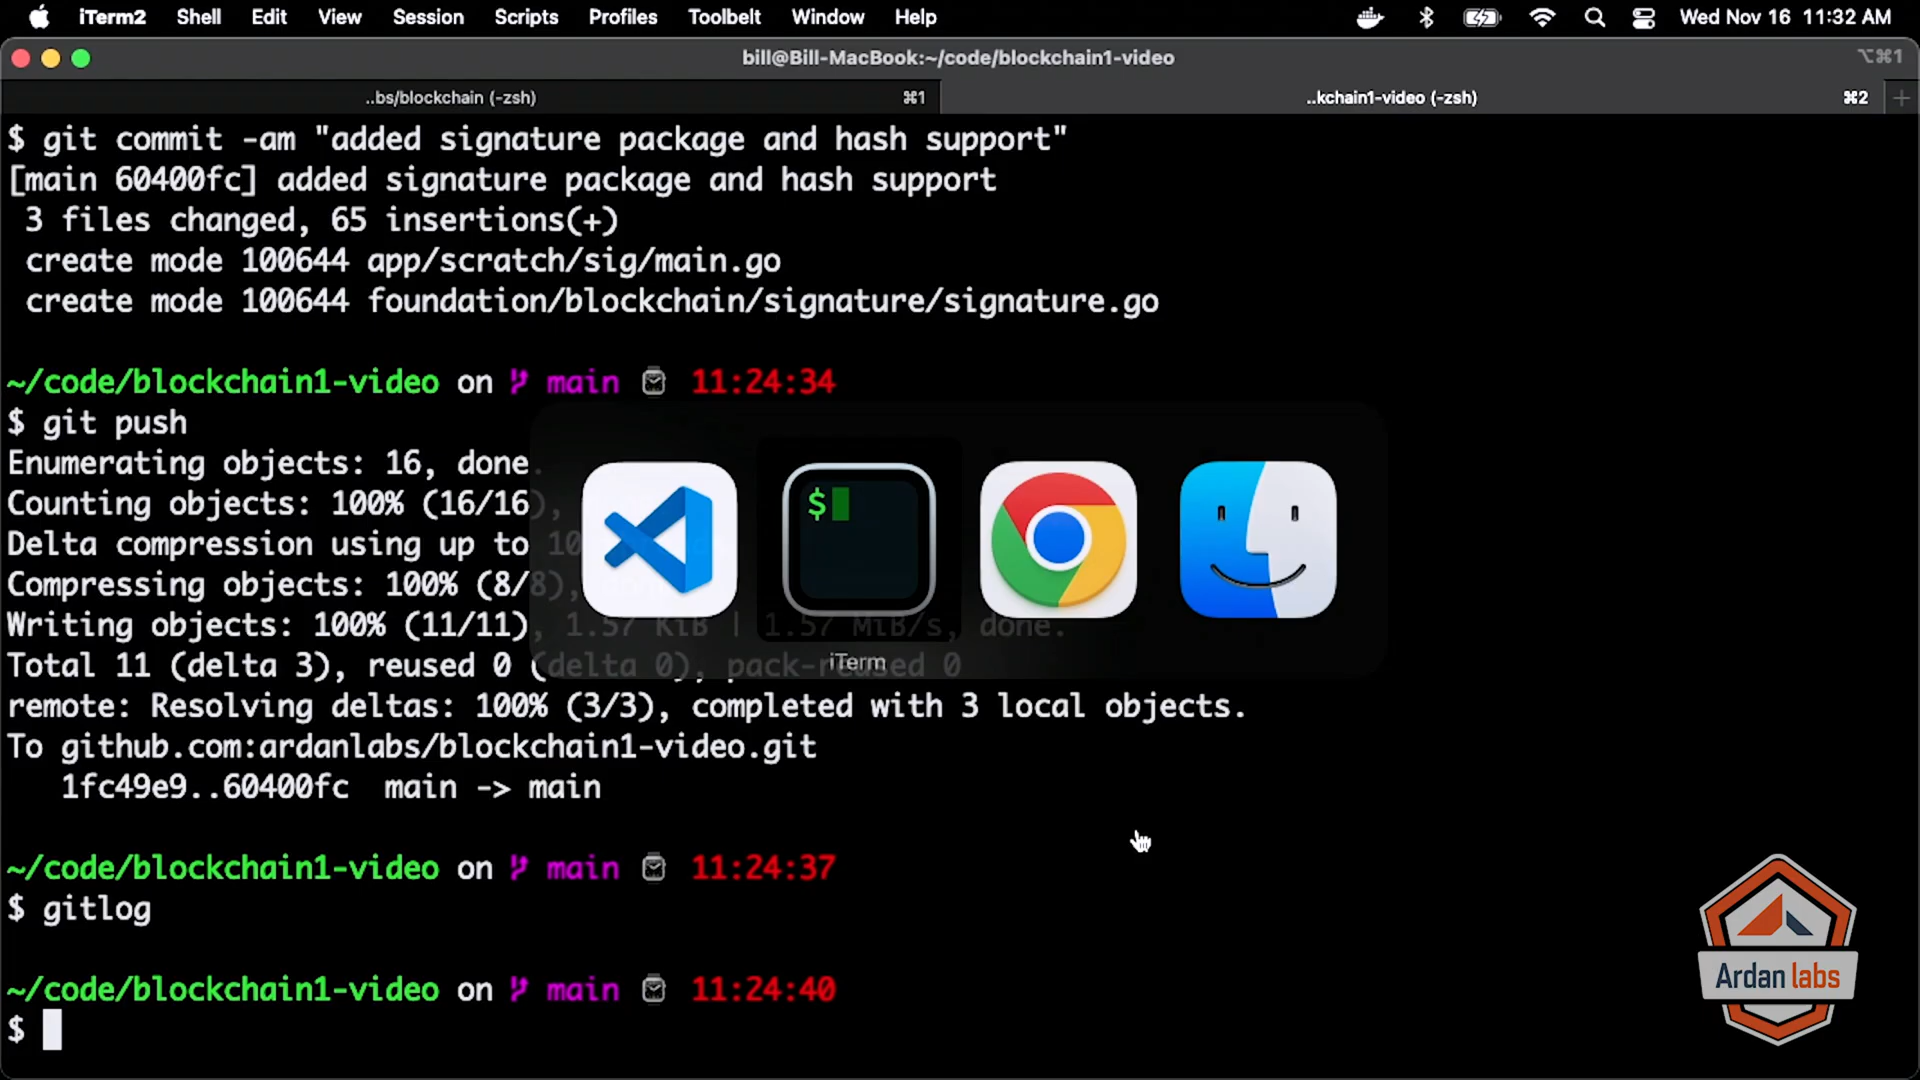 iTerm2 Shell Edit View Session Scripts Profiles Toolbelt Window Help Wed Nov 16 11:32 AM
bill@Bill-MacBook:~/code/blockchain1-video ⌥⌘1
..bs/blockchain (-zsh) ⌘1 ..kchain1-video (-zsh) ⌘2 +
$ git commit -am "added signature package and hash support"
[main 60400fc] added signature package and hash support
3 files changed, 65 insertions(+)
create mode 100644 app/scratch/sig/main.go
create mode 100644 foundation/blockchain/signature/signature.go
~/code/blockchain1-video on main 11:24:34
$ git push
Enumerating objects: 16, done.
Counting objects: 100% (16/16),
Delta compression using up to 10
Compressing objects: 100% (8/8),
Writing objects: 100% (11/11), 1.57 KiB | 1.57 MiB/s, done.
Total 11 (delta 3), reused 0 (delta 0), pack-reused 0
remote: Resolving deltas: 100% (3/3), completed with 3 local objects.
To github.com:ardanlabs/blockchain1-video.git
1fc49e9..60400fc main -> main
~/code/blockchain1-video on main 11:24:37
$ gitlog
~/code/blockchain1-video on main 11:24:40
$
$
iTerm
Ardan labs